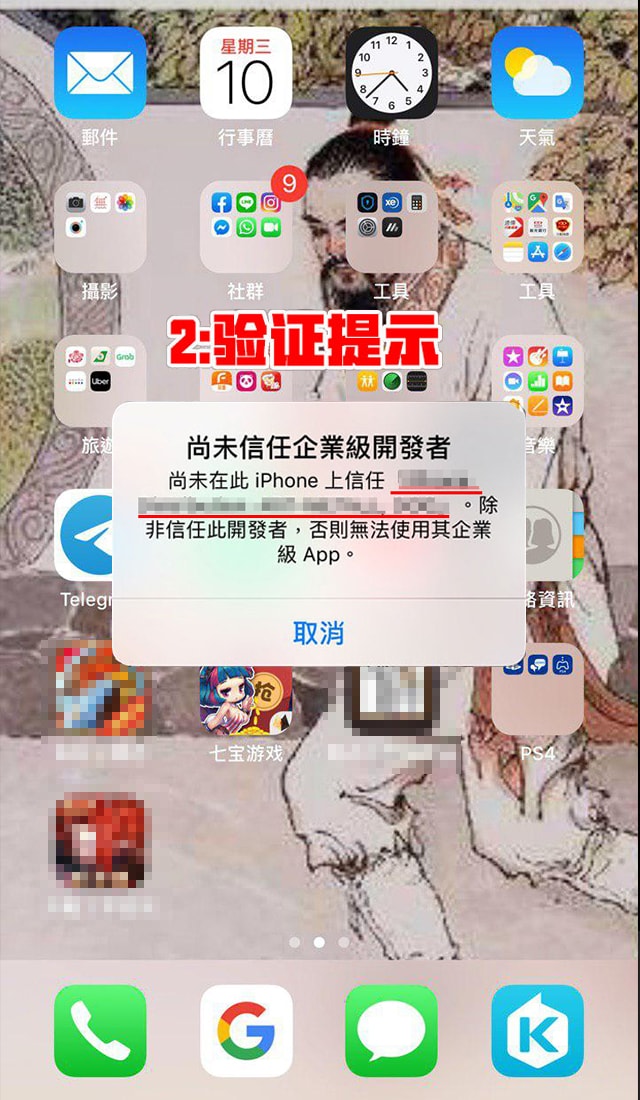 星期三
10
郵件
行事曆
時鐘
天氣
9
攝影
社群
工具
工具
2:验证提示
Grab
Uber
旅遊
音樂
尚未信任企業級開發者
尚未在此 iPhone 上信任
。除
非信任此開發者，否則無法使用其企業
級 App。
取消
Telegr
絡資訊
抢
七宝游戏
PS4